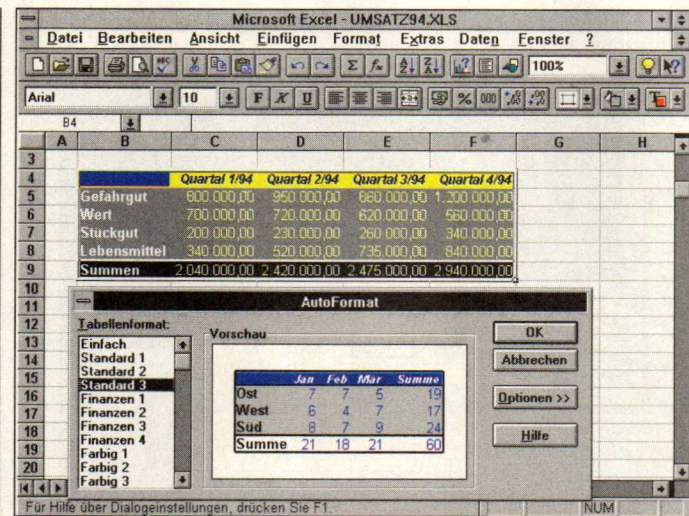 Microsoft Excel - UMSATZ94.XLS
Datei Bearbeiten Ansicht Einfügen Format Extras Daten Fenster ?
ABC Σ fx A Z Z A 100%
Arial 10 F K U % 000
B4
A B C D E F G H
3
4 Quartal 1/94 Quartal 2/94 Quartal 3/94 Quartal 4/94
5 Gefahrgut 800.000,00 950.000,00 860.000,00 1.200.000,00
6 Wert 700.000,00 720.000,00 620.000,00 560.000,00
7 Stückgut 200.000,00 230.000,00 260.000,00 340.000,00
8 Lebensmittel 340.000,00 520.000,00 735.000,00 840.000,00
9 Summen 2.040.000,00 2.420.000,00 2.475.000,00 2.940.000,00
10
11
12
13
14
15
16
17
18
19
20
AutoFormat
Tabellenformat:
Einfach
Standard 1
Standard 2
Standard 3
Finanzen 1
Finanzen 2
Finanzen 3
Finanzen 4
Farbig 1
Farbig 2
Farbig 3
Vorschau
Jan Feb Mär Summe
Ost 7 7 5 19
West 6 4 7 17
Süd 8 7 9 24
Summe 21 18 21 60
OK
Abbrechen
Optionen >>
Hilfe
Für Hilfe über Dialogeinstellungen, drücken Sie F1.
NUM